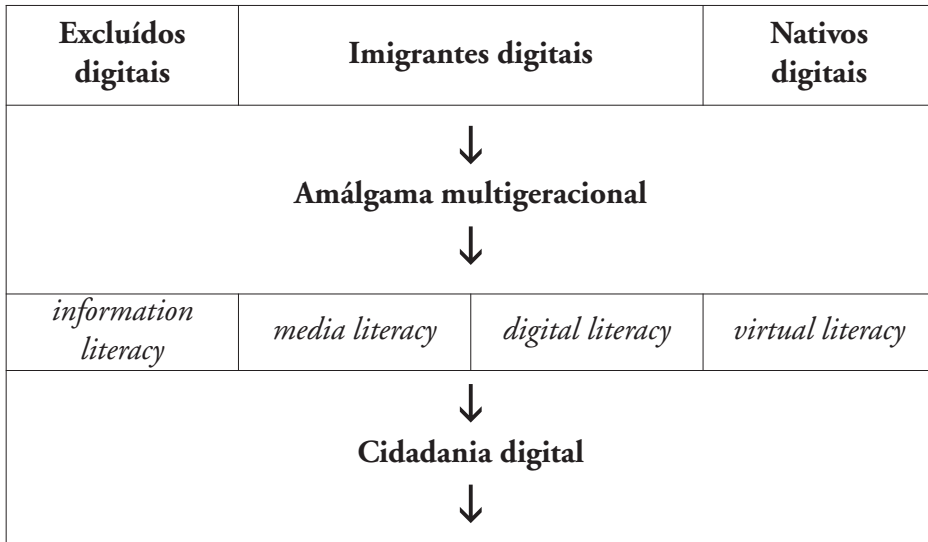 Excluídos
digitais
Imigrantes digitais
Nativos
digitais
Amálgama multigeracional
information
literacy
media literacy
digital literacy
virtual literacy
Cidadania digital